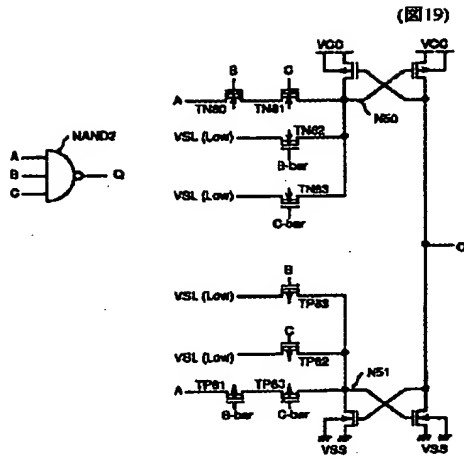 (図19)
VCC
VCC
B
C
A
TN60
TN61
N50
VSL (Low)
TN62
B-bar
NAND2
A
B
C
Q
VSL (Low)
TN63
C-bar
Q
B
VSL (Low)
TP63
C
VSL (Low)
TP62
A
TP61
TP63
N51
B-bar
C-bar
VSS
VSS